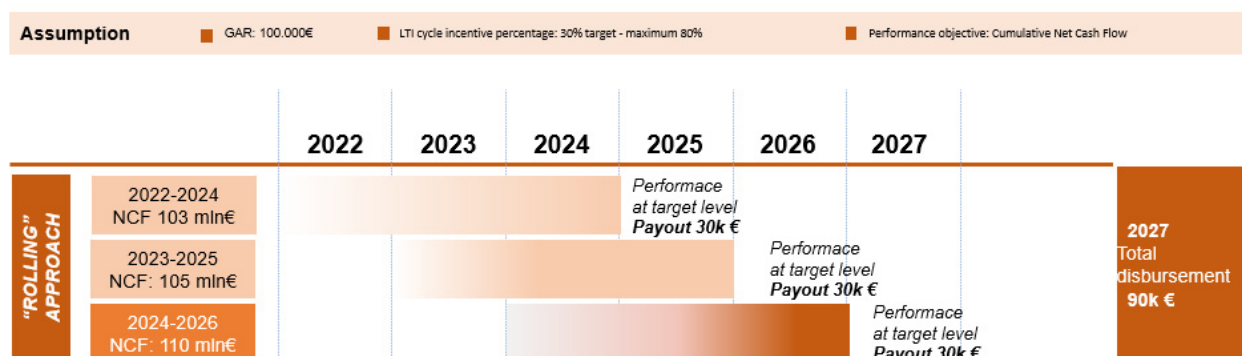 Assumption
GAR: 100.000€
LTI cycle incentive percentage: 30% target - maximum 80%
Performance objective: Cumulative Net Cash Flow
2022 2023 2024 2025 2026 2027
"ROLLING"
APPROACH
2022-2024
NCF 103 mln€
Performace
at target level
Payout 30k €
2023-2025
NCF: 105 mln€
Performace
at target level
Payout 30k €
2024-2026
NCF: 110 mln€
Performace
at target level
Payout 30k €
2027
Total
disbursement
90k €